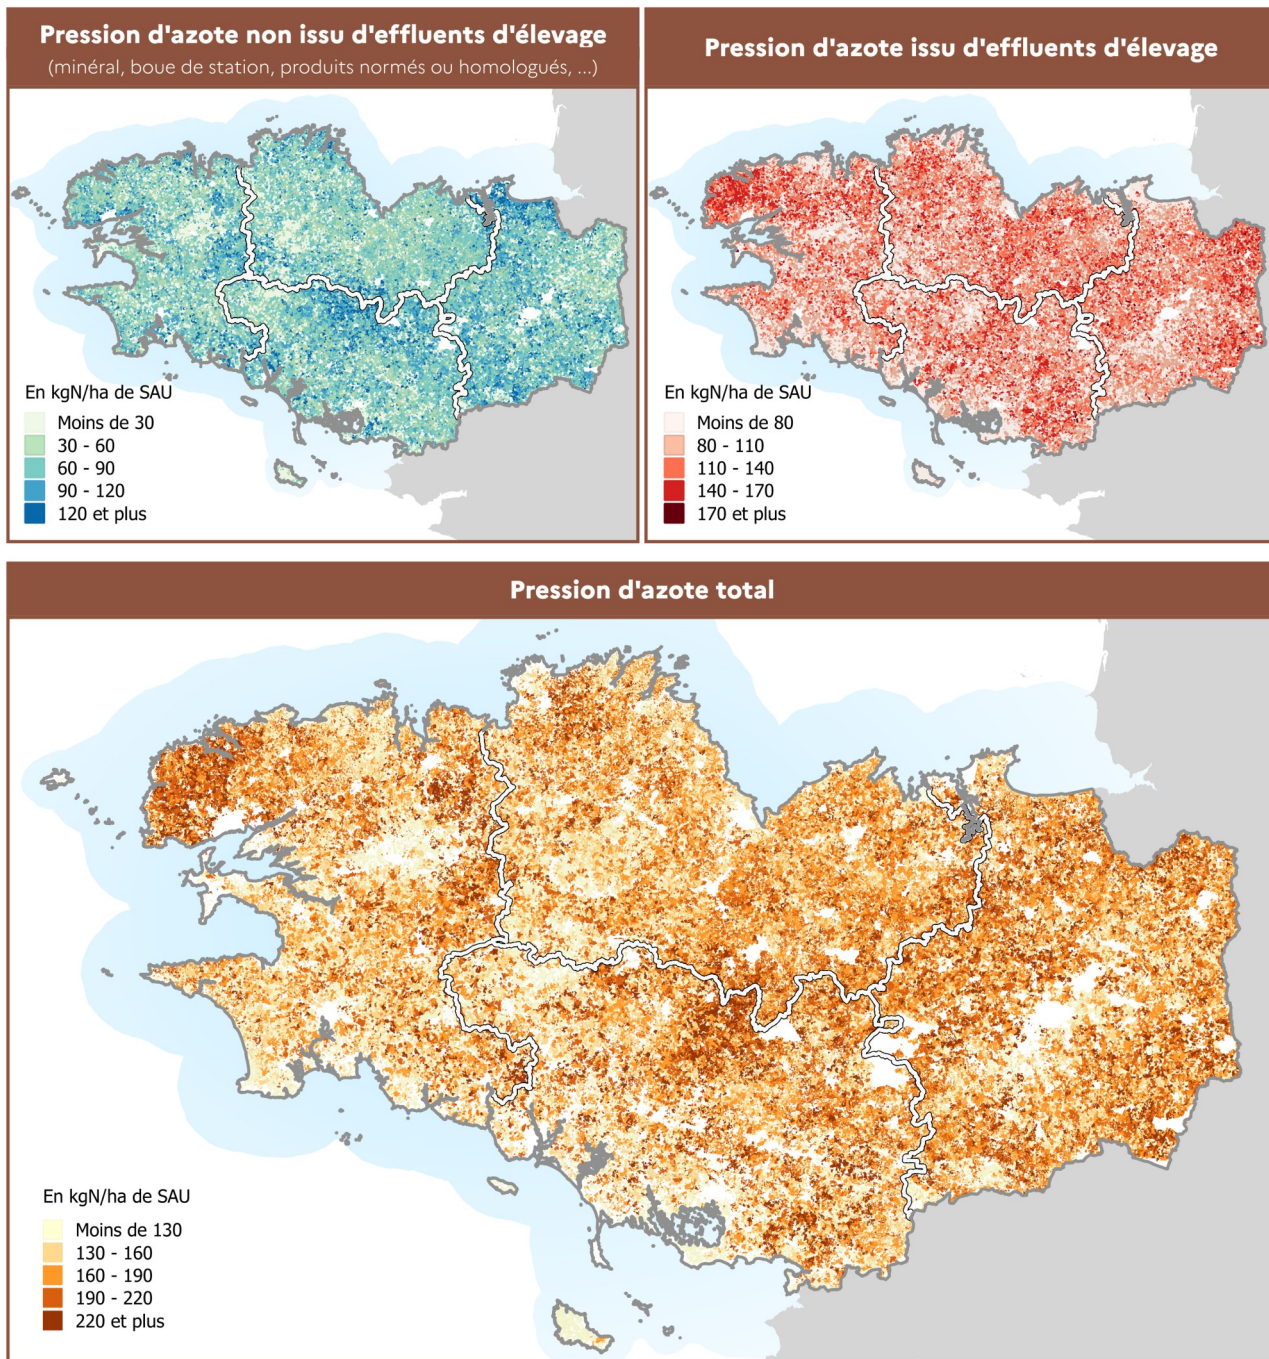 Pression d'azote non issu d'effluents d'élevage
(minéral, boue de station, produits normés ou homologués, ...)
En kgN/ha de SAU
Moins de 30
30 - 60
60 - 90
90 - 120
120 et plus
Pression d'azote issu d'effluents d'élevage
En kgN/ha de SAU
Moins de 80
80 - 110
110 - 140
140 - 170
170 et plus
Pression d'azote total
En kgN/ha de SAU
Moins de 130
130 - 160
160 - 190
190 - 220
220 et plus